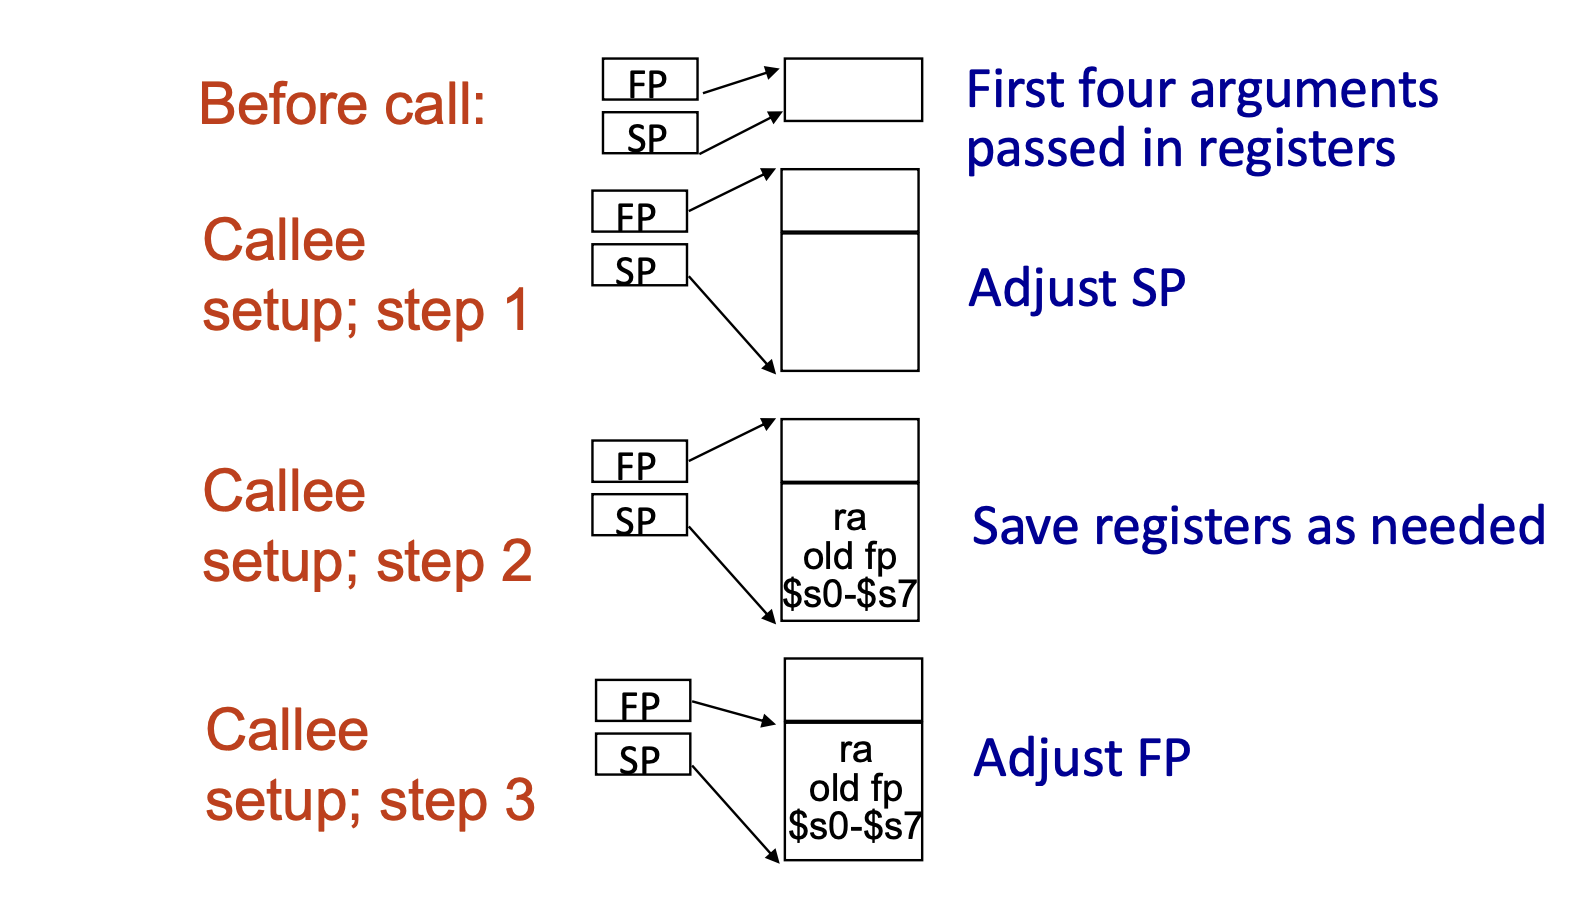 Before call:
FP
SP
First four arguments
passed in registers
Callee
setup; step 1
FP
SP
Adjust SP
Callee
setup; step 2
FP
SP
ra
old fp
$s0-$s7
Save registers as needed
Callee
setup; step 3
FP
SP
ra
old fp
$s0-$s7
Adjust FP